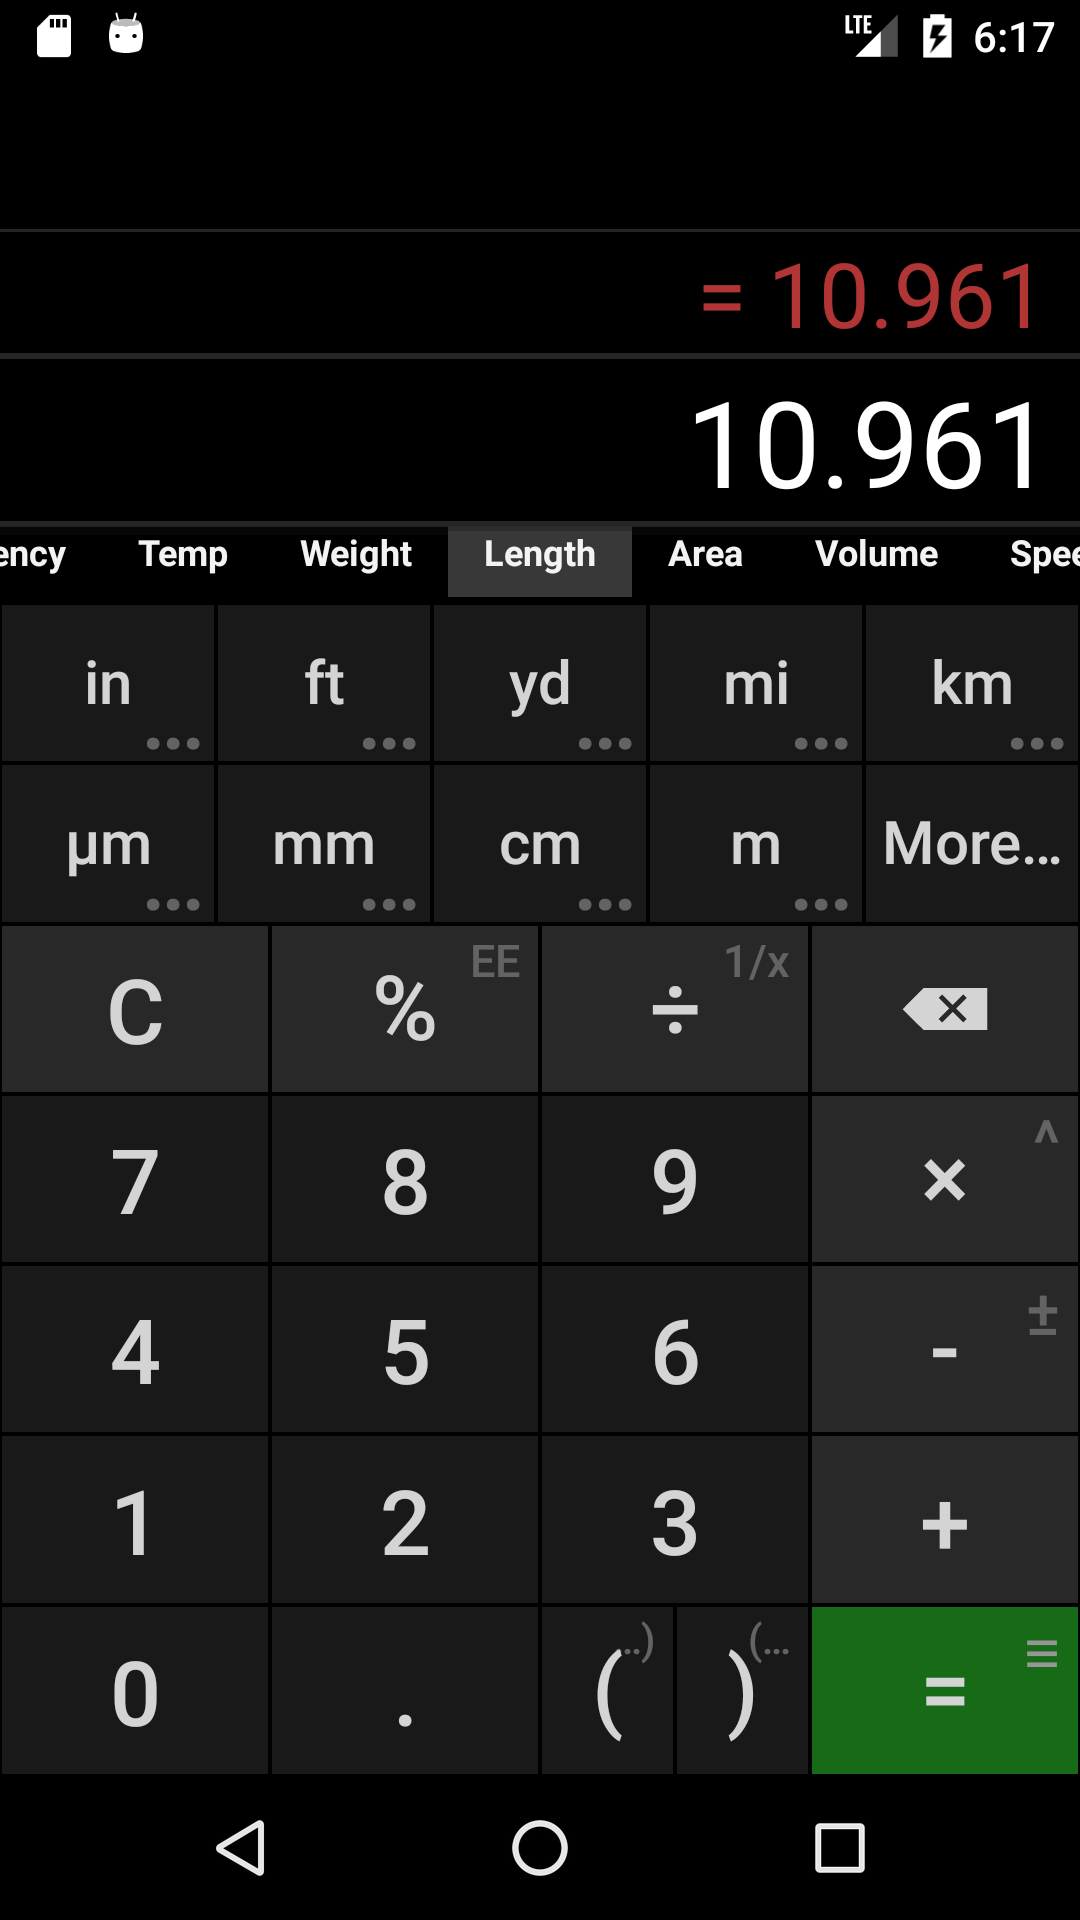 LTE 6:17
= 10.961
10.961
ency Temp Weight Length Area Volume Spee
in ft yd mi km
µm mm cm m More...
C % EE ÷ 1/x
7 8 9 × ^
4 5 6 - ±
1 2 3 +
0 . ( ..) ) (... =